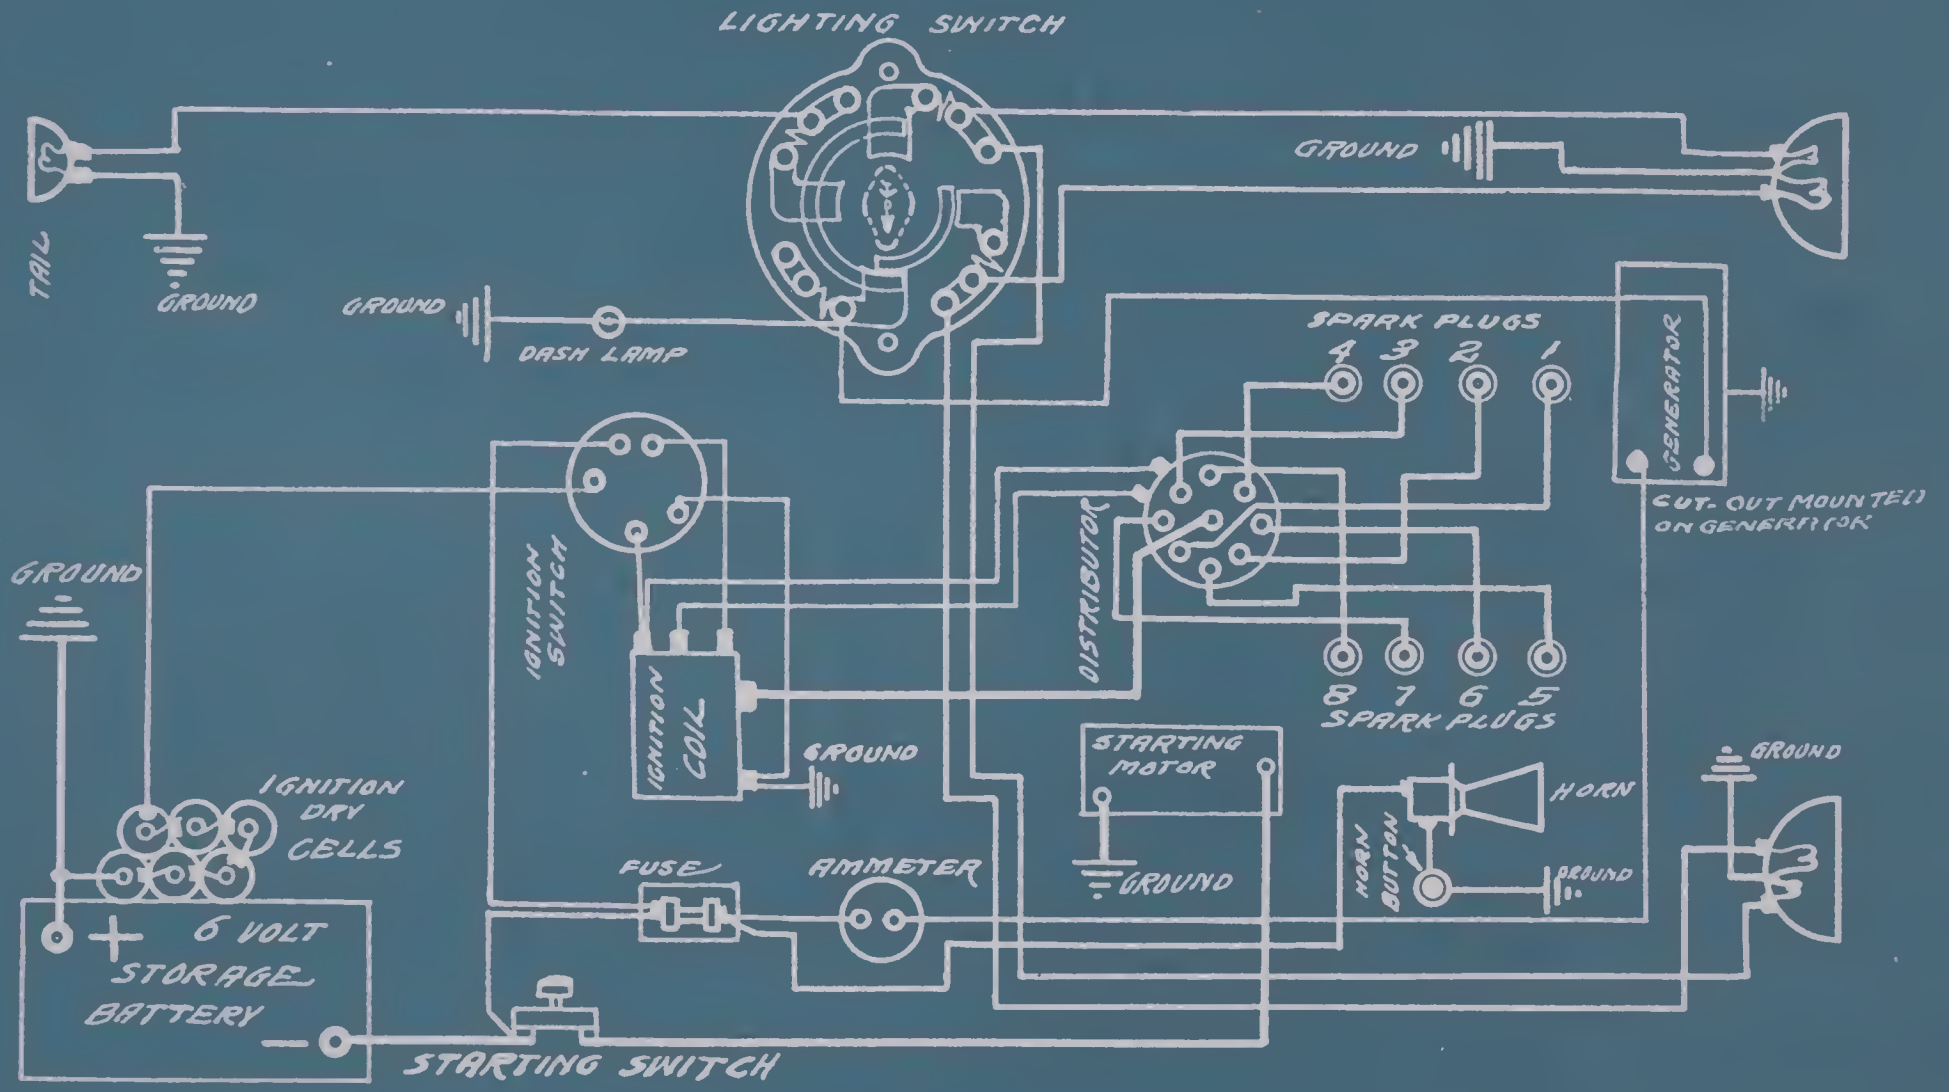 LIGHTING SWITCH
GROUND
TAIL
GROUND
GROUND
DASH LAMP
SPARK PLUGS
4 3 2 1
GENERATOR
CUT-OUT MOUNTED
ON GENERATOR
IGNITION
SWITCH
DISTRIBUTOR
GROUND
8 7 6 5
SPARK PLUGS
IGNITION
COIL
GROUND
STARTING
MOTOR
GROUND
HORN
HORN
BUTTON
GROUND
GROUND
IGNITION
DRY
CELLS
FUSE
AMMETER
+ 6 VOLT
STORAGE
BATTERY
—
STARTING SWITCH